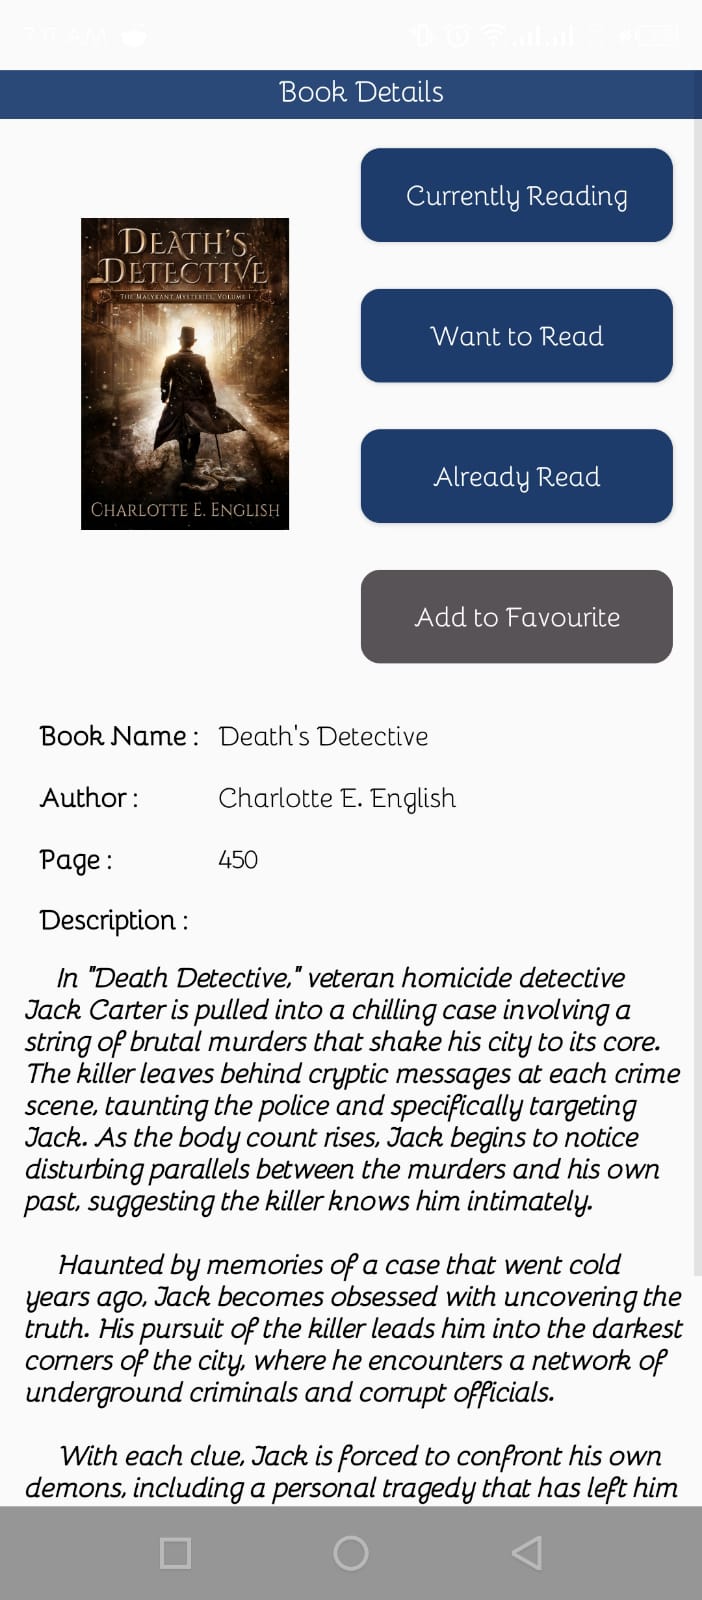 Book Details
DEATH'S
DETECTIVE
THE MALYKANT MYSTERIES, VOLUME 1
CHARLOTTE E. ENGLISH
Currently Reading
Want to Read
Already Read
Add to Favourite
Book Name : Death's Detective
Author : Charlotte E. English
Page : 450
Description :
In "Death Detective," veteran homicide detective
Jack Carter is pulled into a chilling case involving a
string of brutal murders that shake his city to its core.
The killer leaves behind cryptic messages at each crime
scene, taunting the police and specifically targeting
Jack. As the body count rises, Jack begins to notice
disturbing parallels between the murders and his own
past, suggesting the killer knows him intimately.
Haunted by memories of a case that went cold
years ago, Jack becomes obsessed with uncovering the
truth. His pursuit of the killer leads him into the darkest
corners of the city, where he encounters a network of
underground criminals and corrupt officials.
With each clue, Jack is forced to confront his own
demons, including a personal tragedy that has left him